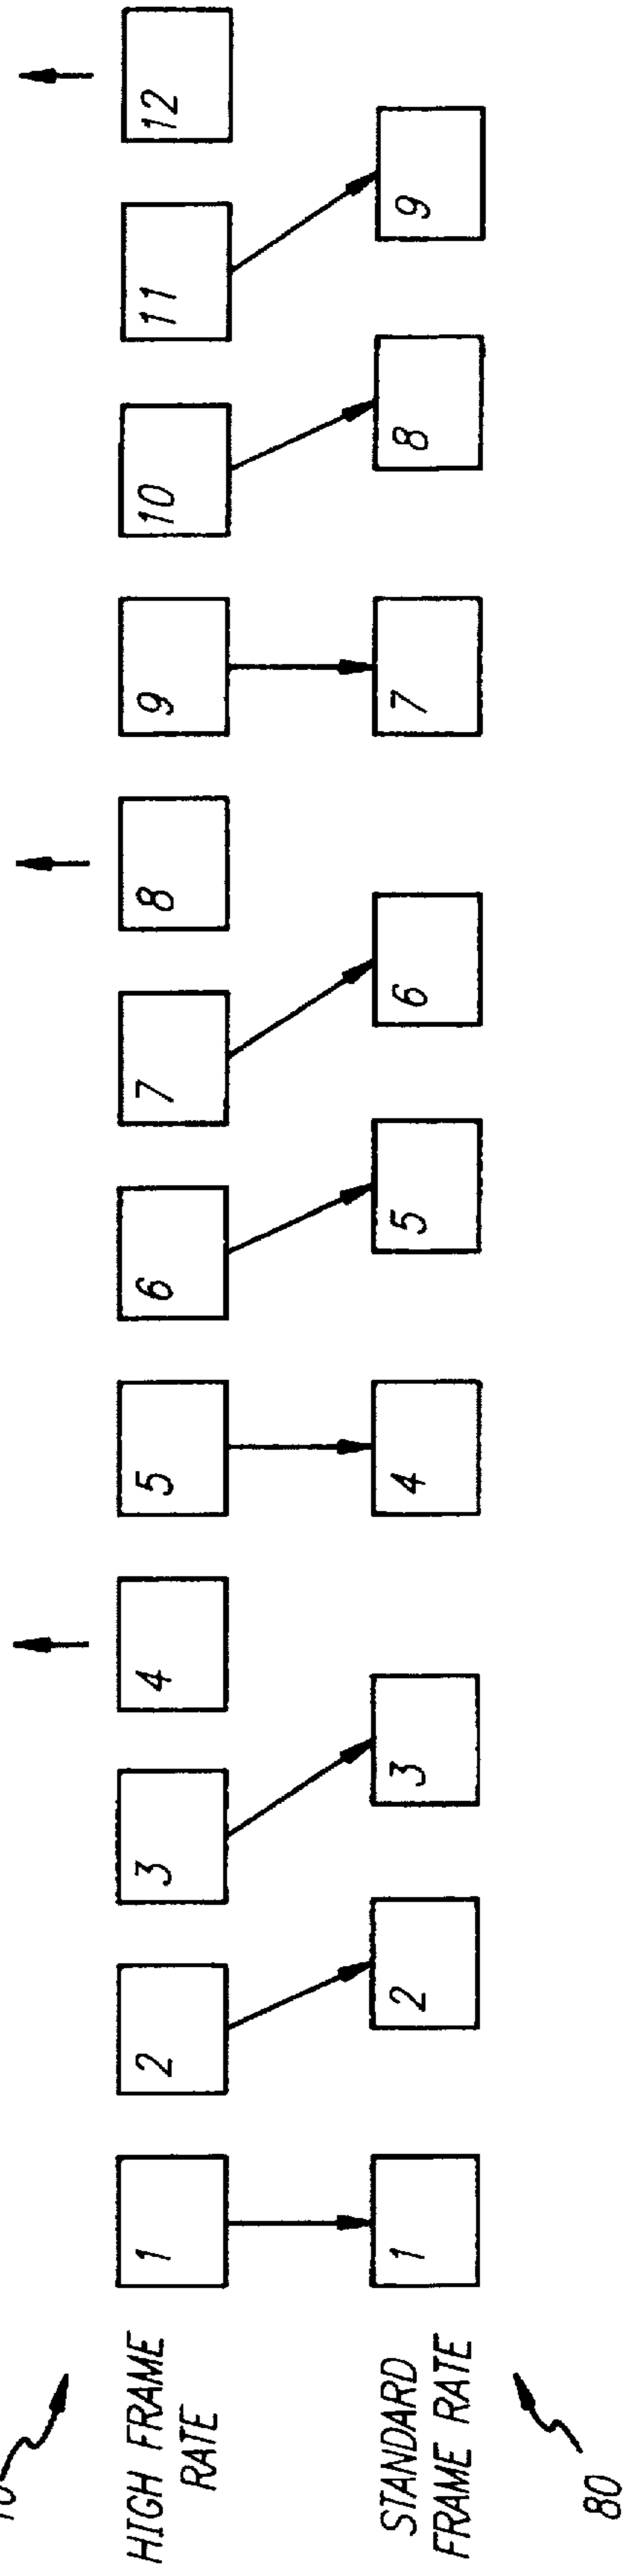 HIGH FRAME
RATE
1 2 3 4 5 6 7 8 9 10 11 12
STANDARD
FRAME RATE
1 2 3 4 5 6 7 8 9
80